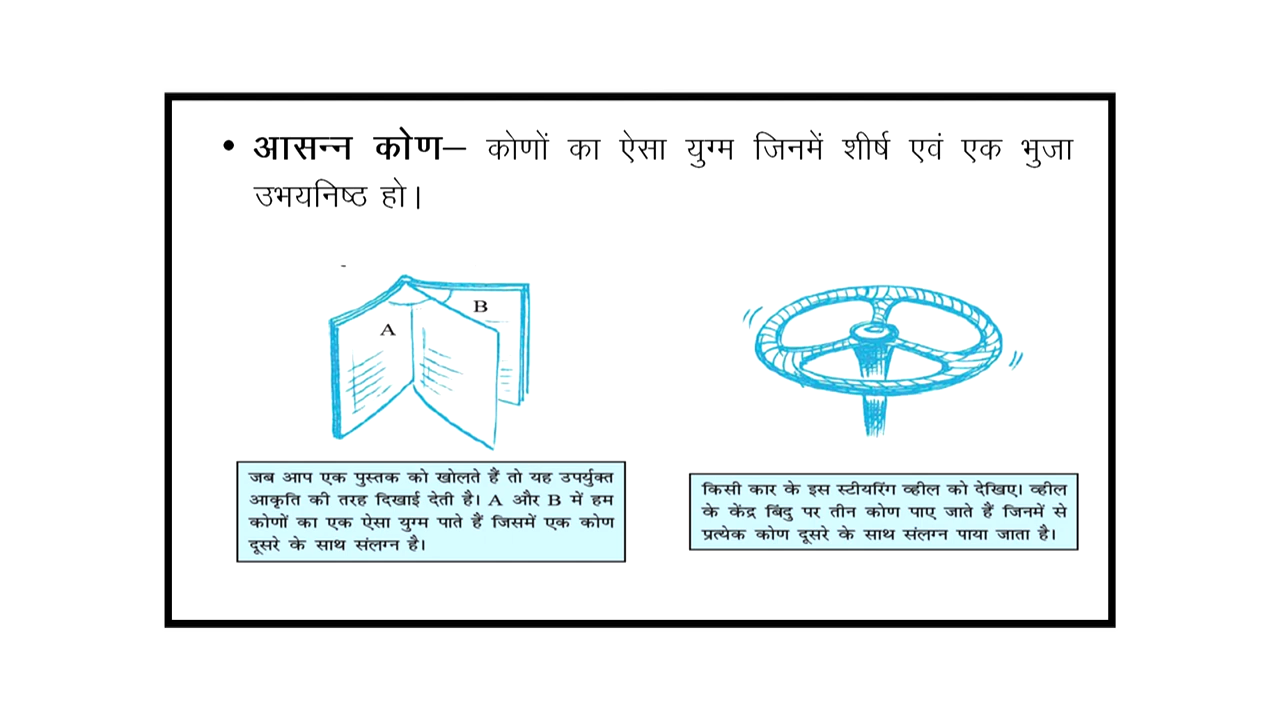 • आसन्न कोण– कोणों का ऐसा युग्म जिनमें शीर्ष एवं एक भुजा
उभयनिष्ठ हो।
A
B
जब आप एक पुस्तक को खोलते हैं तो यह उपर्युक्त
आकृति की तरह दिखाई देती है। A और B में हम
कोणों का एक ऐसा युग्म पाते हैं जिसमें एक कोण
दूसरे के साथ संलग्न है।
किसी कार के इस स्टीयरिंग व्हील को देखिए। व्हील
के केंद्र बिंदु पर तीन कोण पाए जाते हैं जिनमें से
प्रत्येक कोण दूसरे के साथ संलग्न पाया जाता है।